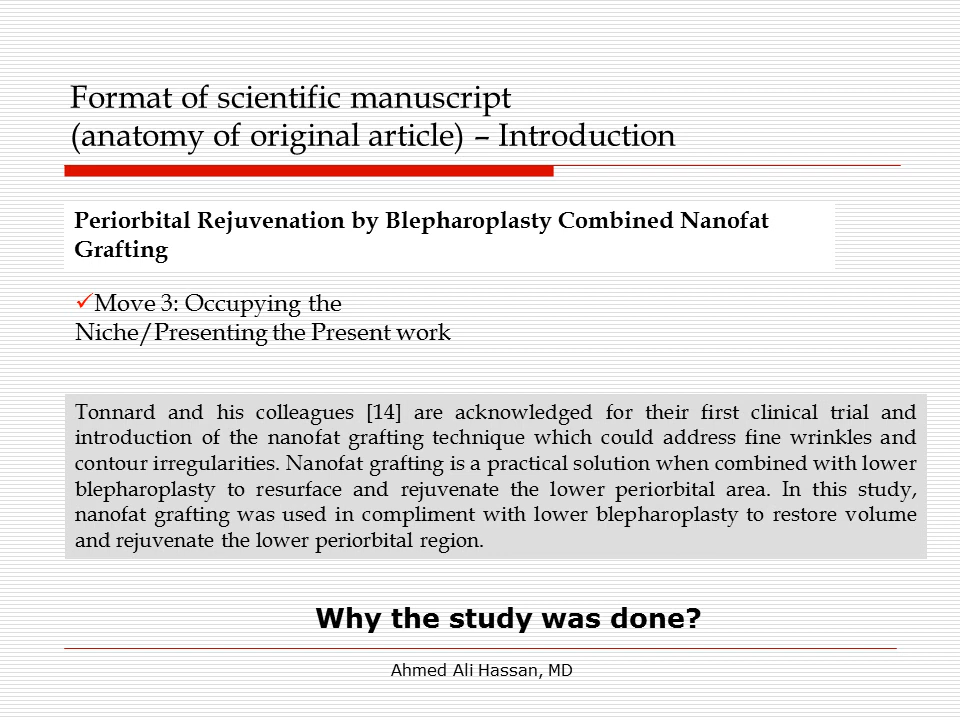 Format of scientific manuscript
(anatomy of original article) – Introduction
Periorbital Rejuvenation by Blepharoplasty Combined Nanofat
Grafting
✓Move 3: Occupying the
Niche/Presenting the Present work
Tonnard and his colleagues [14] are acknowledged for their first clinical trial and
introduction of the nanofat grafting technique which could address fine wrinkles and
contour irregularities. Nanofat grafting is a practical solution when combined with lower
blepharoplasty to resurface and rejuvenate the lower periorbital area. In this study,
nanofat grafting was used in compliment with lower blepharoplasty to restore volume
and rejuvenate the lower periorbital region.
Why the study was done?
Ahmed Ali Hassan, MD